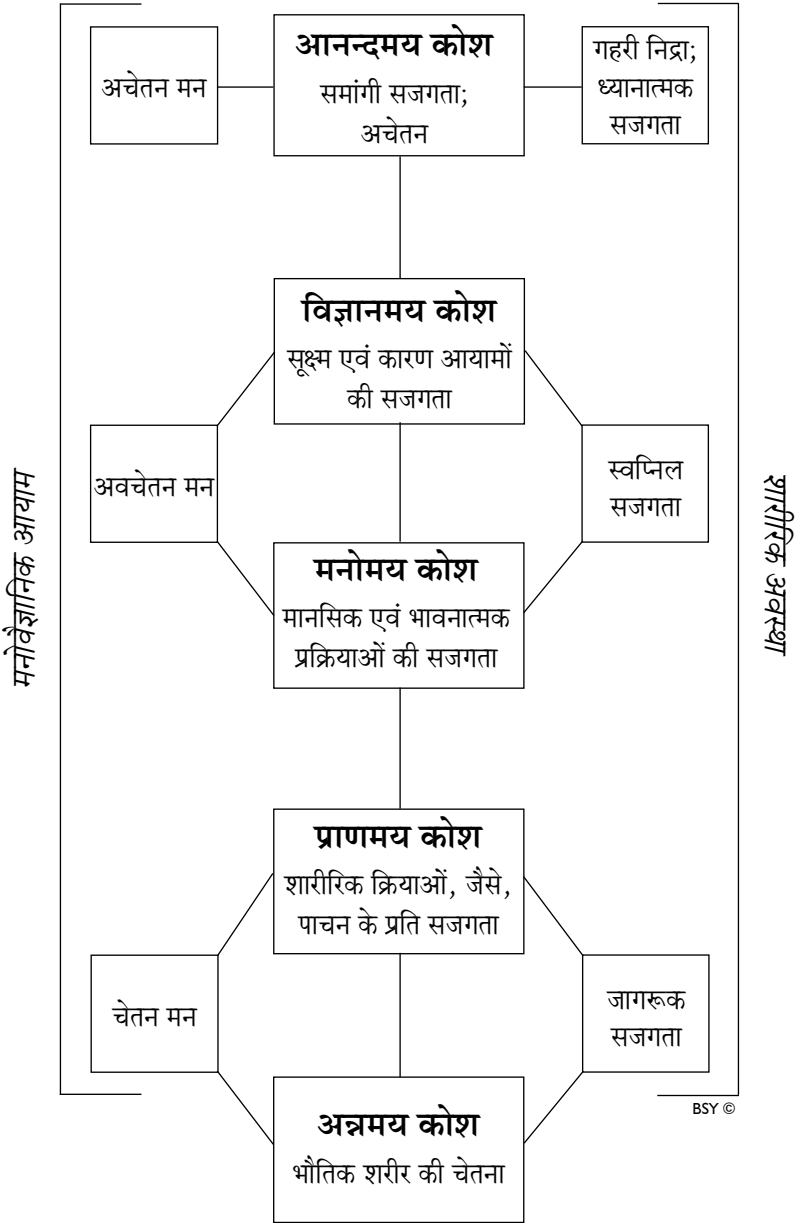 आनन्दमय कोश
समांगी सजगता;
अचेतन
अचेतन मन
गहरी निद्रा;
ध्यानात्मक
सजगता
विज्ञानमय कोश
सूक्ष्म एवं कारण आयामों
की सजगता
अवचेतन मन
स्वप्निल
सजगता
मनोमय कोश
मानसिक एवं भावनात्मक
प्रक्रियाओं की सजगता
मनोवैज्ञानिक आयाम
शारीरिक अवस्था
प्राणमय कोश
शारीरिक क्रियाओं, जैसे,
पाचन के प्रति सजगता
चेतन मन
जागरूक
सजगता
अन्नमय कोश
भौतिक शरीर की चेतना
BSY ©